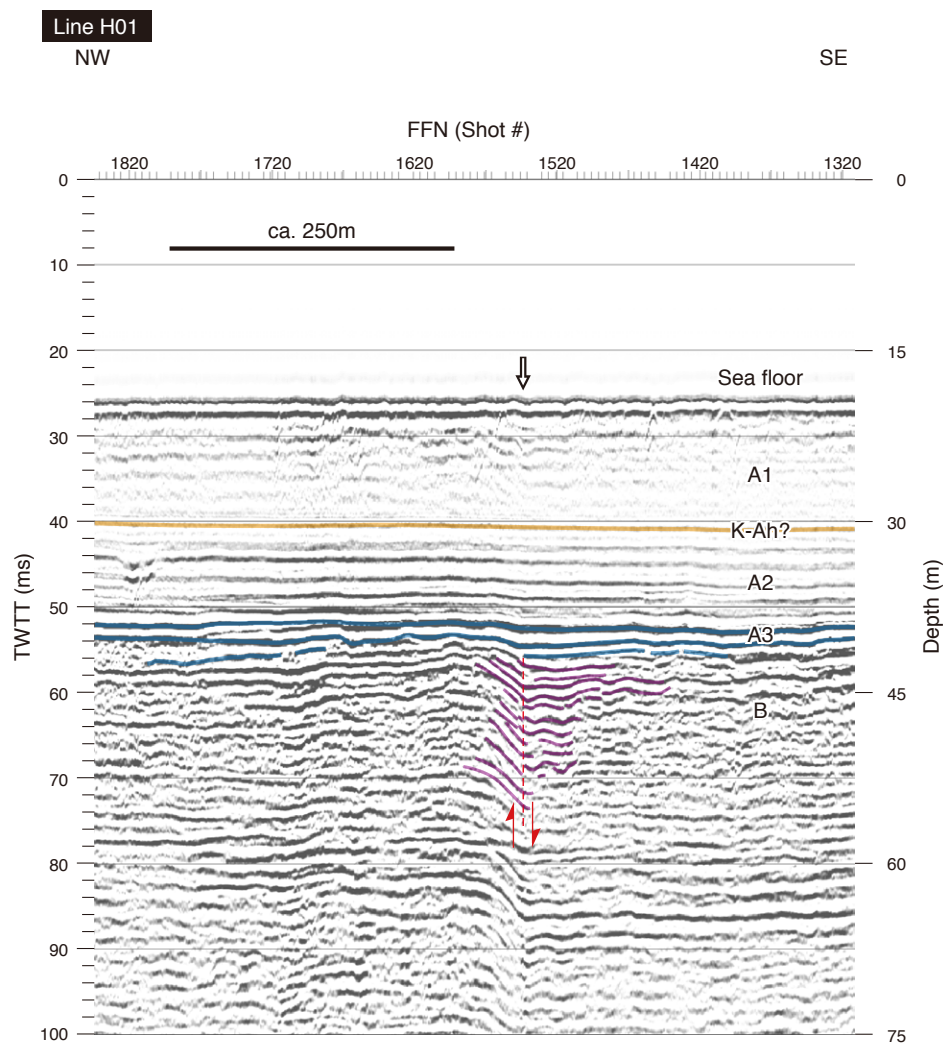 Line H01
NW SE
FFN (Shot #)
1820 1720 1620 1520 1420 1320
0 0
ca. 250m
10
20 15
Sea floor
30
A1
40 30
K-Ah?
A2
50
A3
60 45
B
70
80 60
90
100 75
TWTT (ms)
Depth (m)